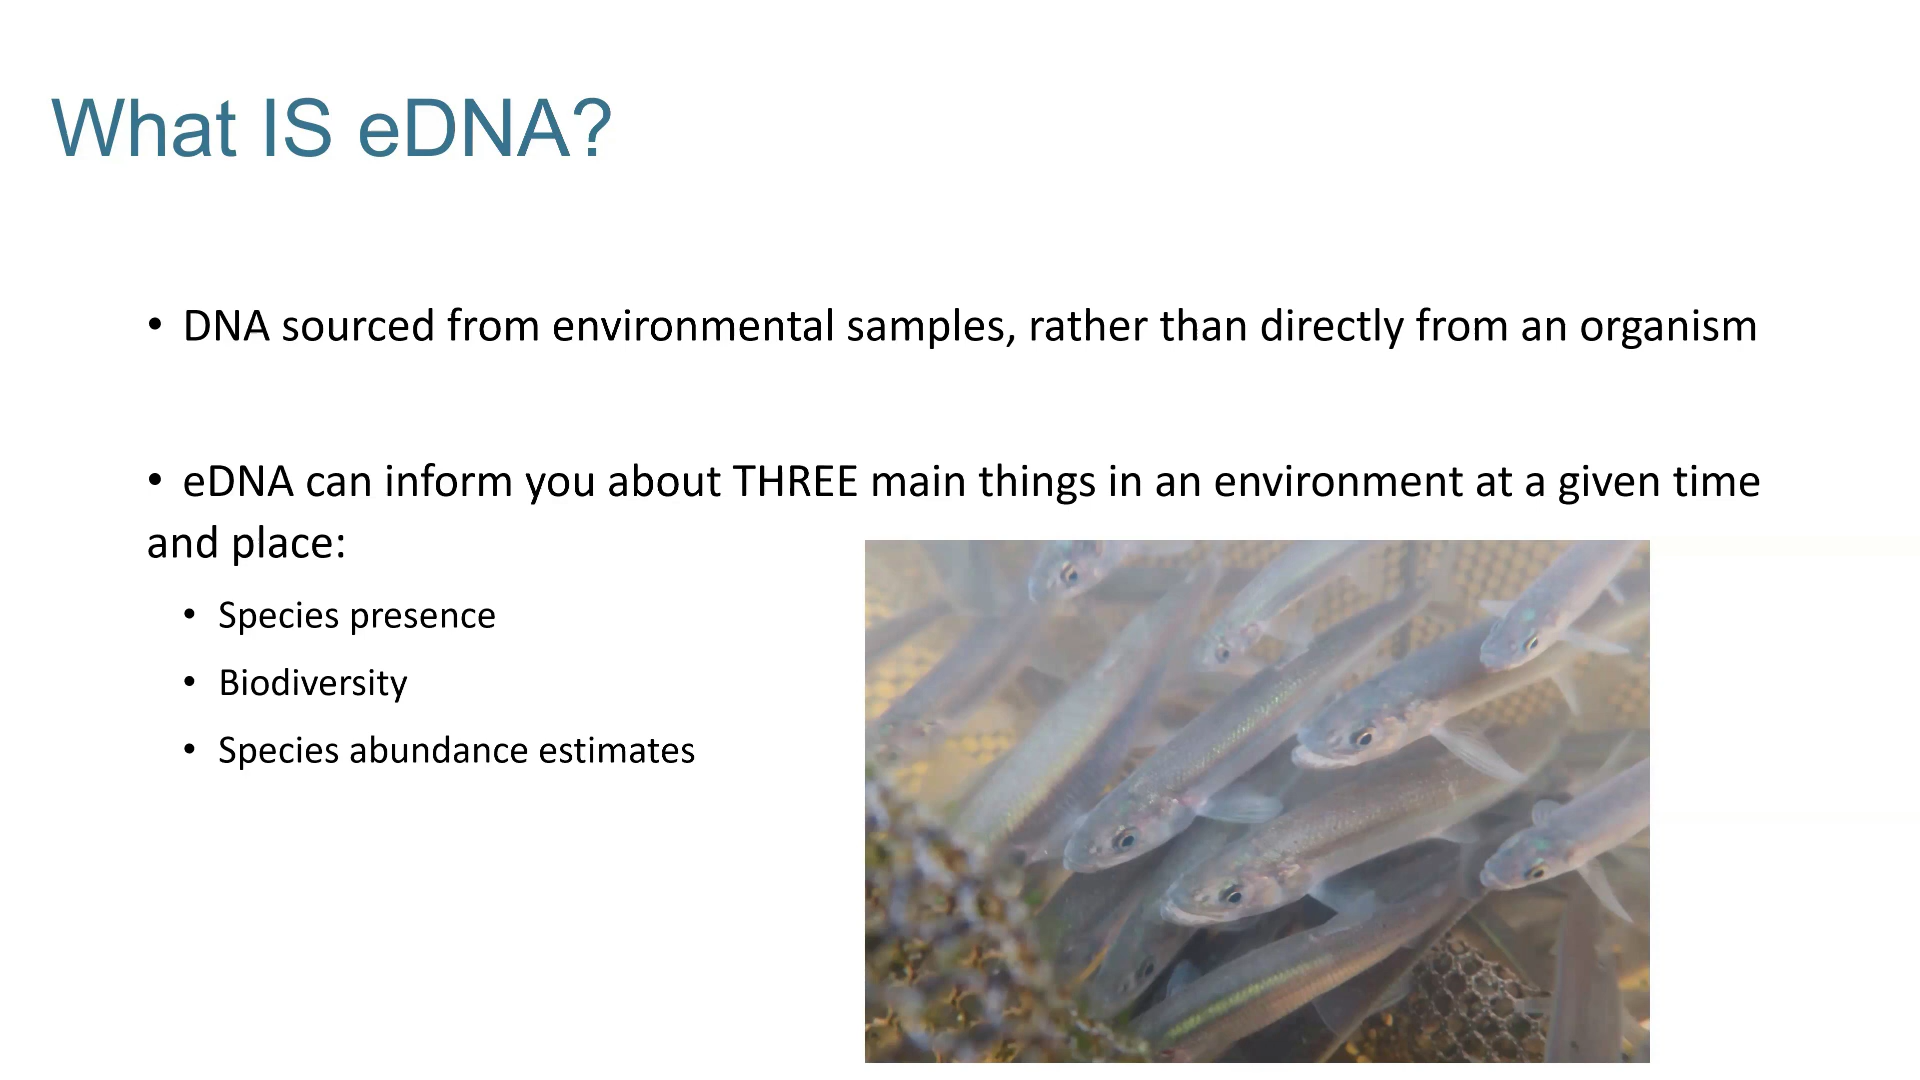 What IS eDNA?
• DNA sourced from environmental samples, rather than directly from an organism
• eDNA can inform you about THREE main things in an environment at a given time
and place:
• Species presence
• Biodiversity
• Species abundance estimates